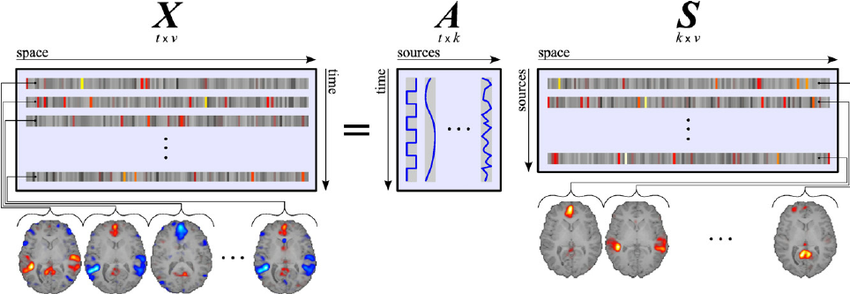 X
t x v
A
t x k
S
k x v
space
time
=
sources
time
• • •
space
sources
• • •
• • •
• • •
• • •